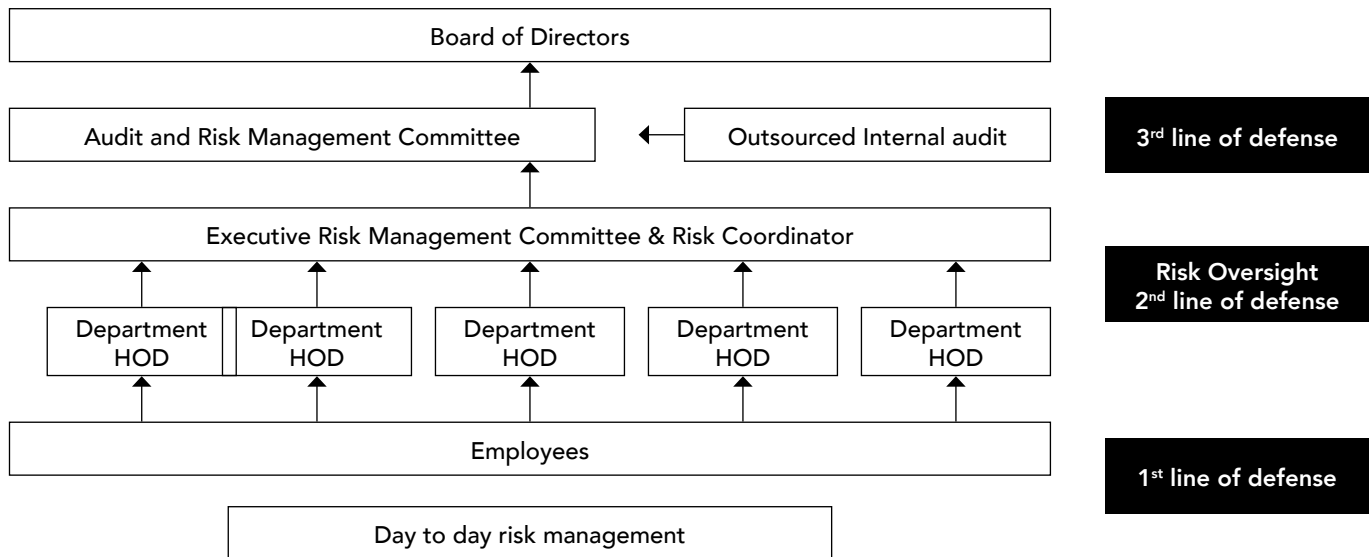 Board of Directors
Audit and Risk Management Committee
Outsourced Internal audit
3rd line of defense
Executive Risk Management Committee & Risk Coordinator
Risk Oversight
2nd line of defense
Department
HOD
Department
HOD
Department
HOD
Department
HOD
Department
HOD
Employees
1st line of defense
Day to day risk management